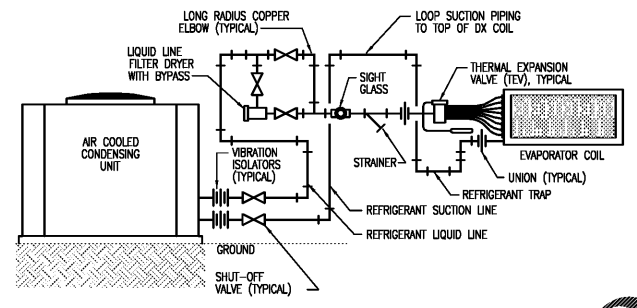 LONG RADIUS COPPER
ELBOW (TYPICAL)
LOOP SUCTION PIPING
TO TOP OF DX COIL
LIQUID LINE
FILTER DRYER
WITH BYPASS
SIGHT
GLASS
THERMAL EXPANSION
VALVE (TEV), TYPICAL
AIR COOLED
CONDENSING
UNIT
VIBRATION
ISOLATORS
(TYPICAL)
STRAINER
EVAPORATOR COIL
UNION (TYPICAL)
REFRIGERANT TRAP
REFRIGERANT SUCTION LINE
REFRIGERANT LIQUID LINE
GROUND
SHUT-OFF
VALVE (TYPICAL)